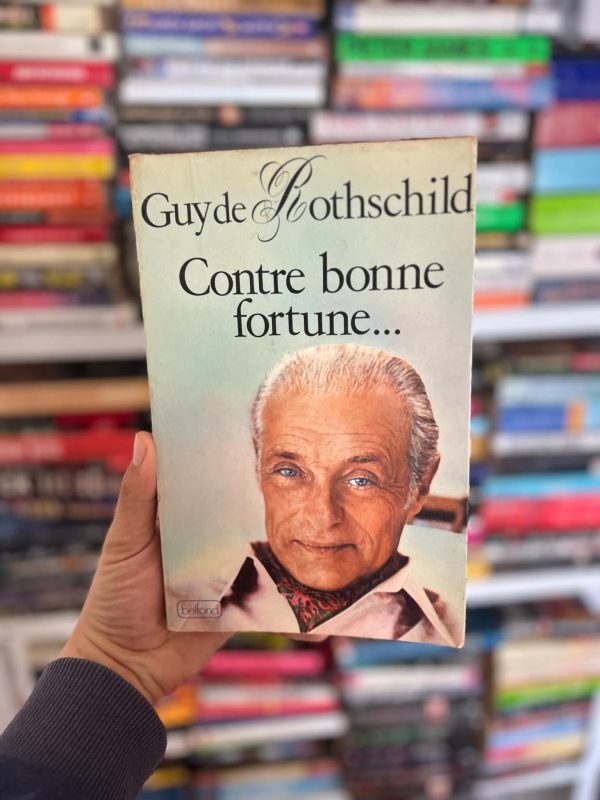 Guy de Rothschild
Contre bonne
fortune...
belfond